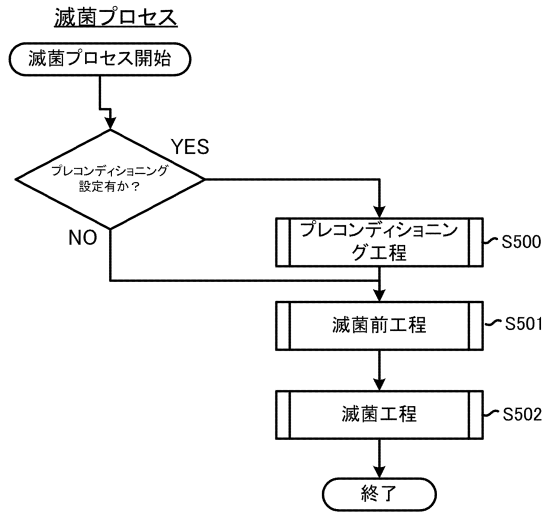 滅菌プロセス
滅菌プロセス開始
プレコンディショニング
設定有か？
YES
NO
プレコンディショニン
グ工程
S500
滅菌前工程
S501
滅菌工程
S502
終了